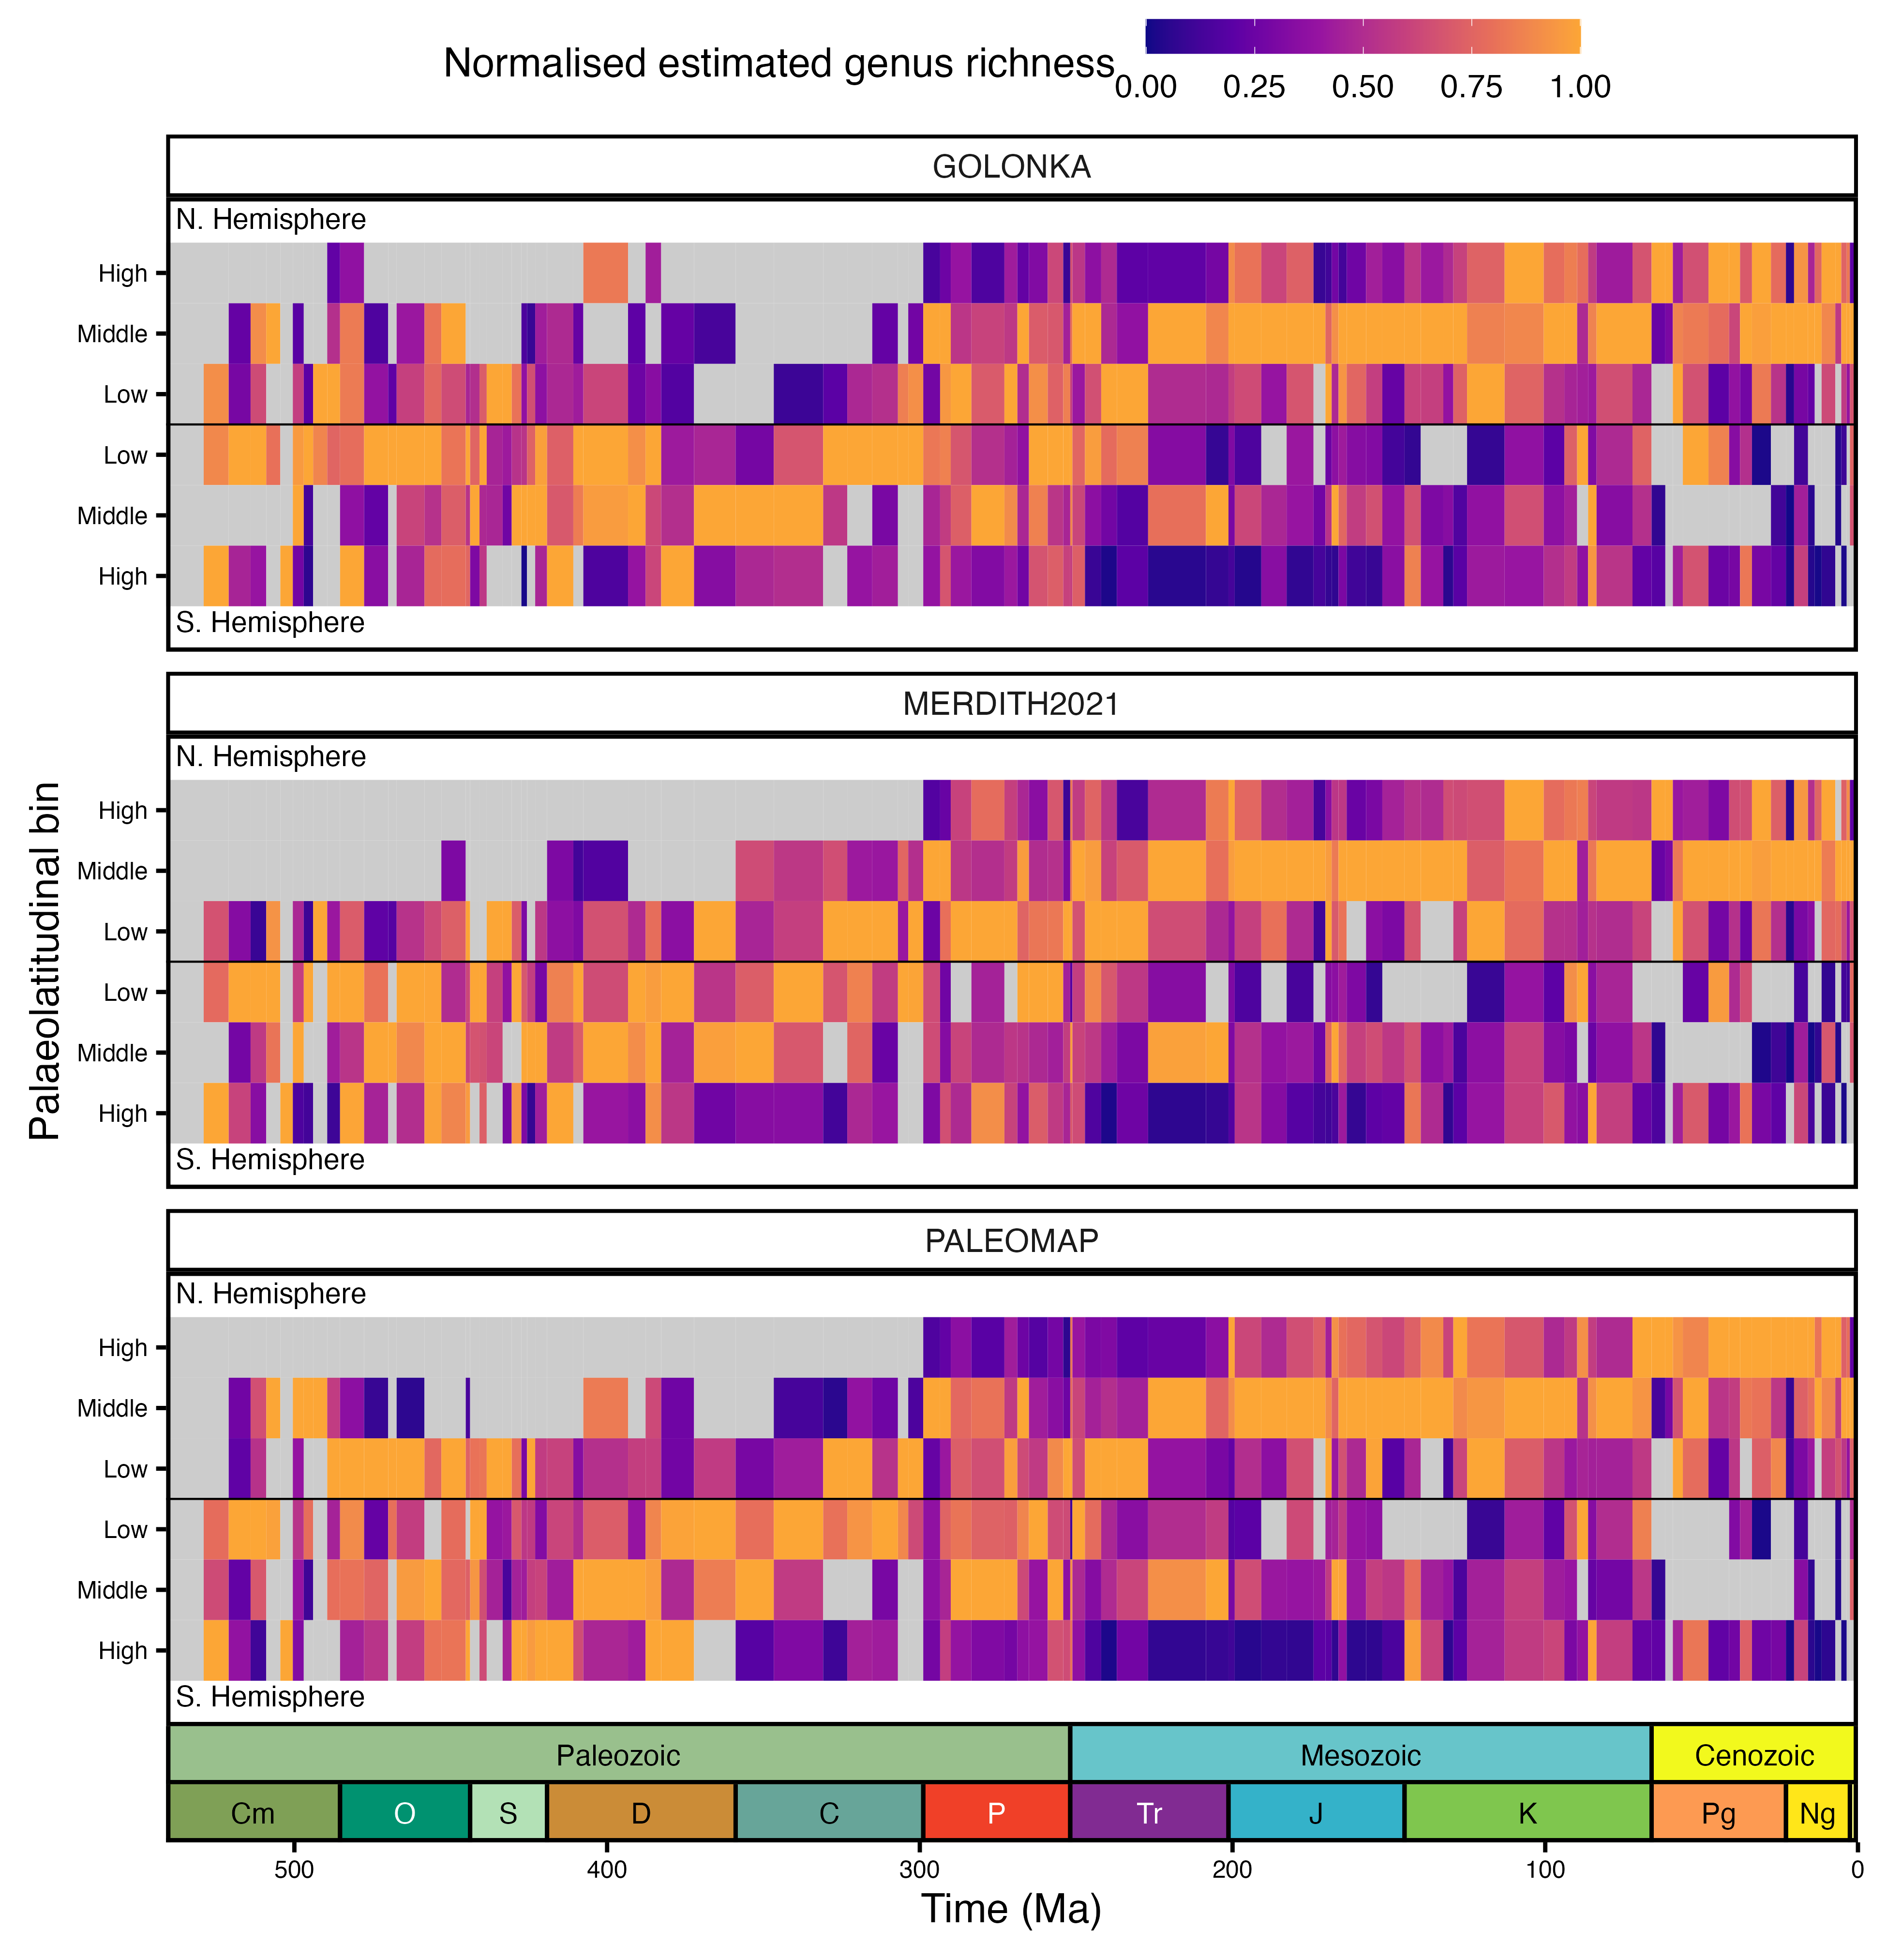 Normalised estimated genus richness
0.00 0.25 0.50 0.75 1.00
GOLONKA
N. Hemisphere
High
Middle
Low
Low
Middle
High
S. Hemisphere
MERDITH2021
N. Hemisphere
High
Middle
Low
Low
Middle
High
S. Hemisphere
Palaeolatitudinal bin
PALEOMAP
N. Hemisphere
High
Middle
Low
Low
Middle
High
S. Hemisphere
Paleozoic Mesozoic Cenozoic
Cm O S D C P Tr J K Pg Ng
500 400 300 200 100 0
Time (Ma)